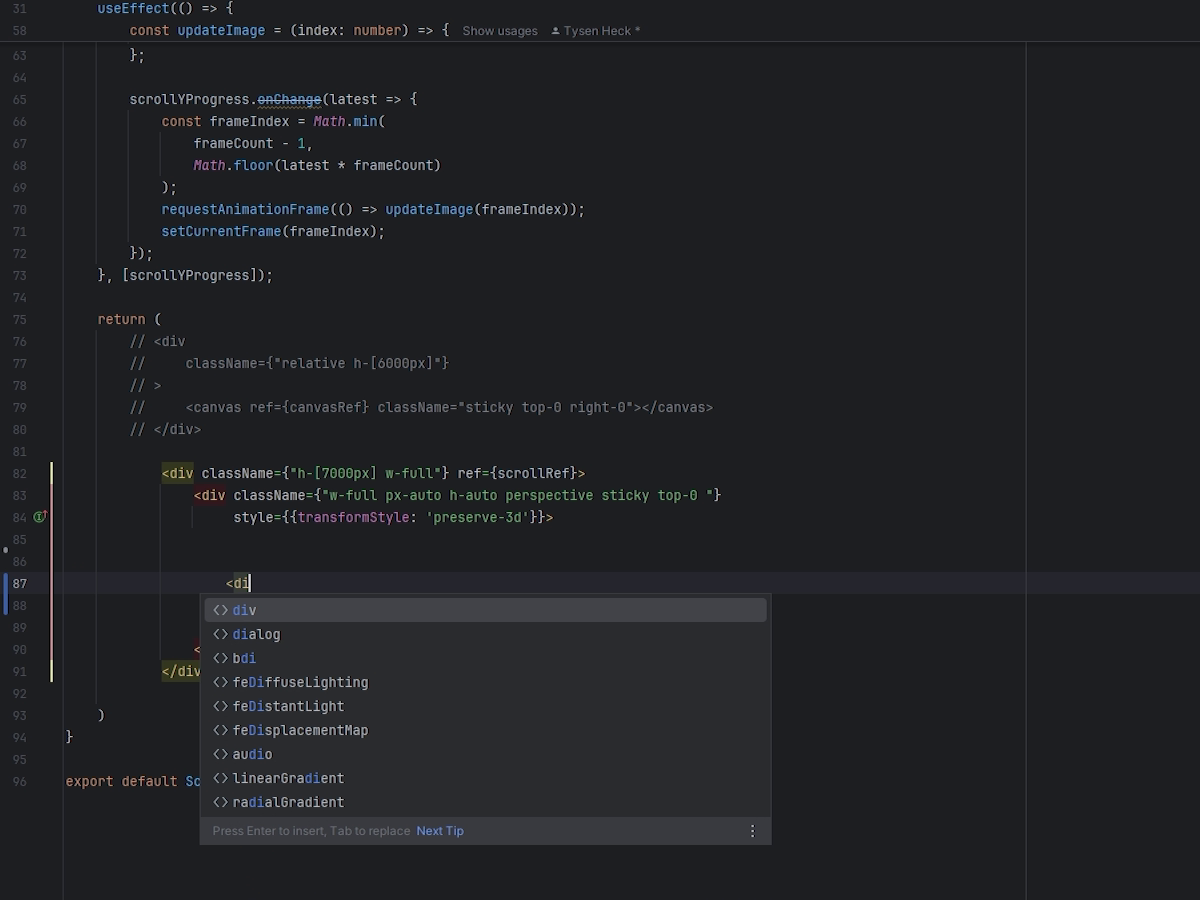 31 useEffect(() => {
58 const updateImage = (index: number) => { Show usages Tysen Heck *
63 };
64
65 scrollYProgress.onChange(latest => {
66 const frameIndex = Math.min(
67 frameCount - 1,
68 Math.floor(latest * frameCount)
69 );
70 requestAnimationFrame(() => updateImage(frameIndex));
71 setCurrentFrame(frameIndex);
72 });
73 }, [scrollYProgress]);
74
75 return (
76 // <div
77 // className={"relative h-[6000px]"}
78 // >
79 // <canvas ref={canvasRef} className="sticky top-0 right-0"></canvas>
80 // </div>
81
82 <div className={"h-[7000px] w-full"} ref={scrollRef}>
83 <div className={"w-full px-auto h-auto perspective sticky top-0 "}
84 style={{transformStyle: 'preserve-3d'}}>
85
86
87 <di
88
<> div
89
<> dialog
90 <
<> bdi
91 </div
<> feDiffuseLighting
92
<> feDistantLight
93 )
<> feDisplacementMap
94 }
<> audio
95
<> linearGradient
96 export default Sc
<> radialGradient
Press Enter to insert, Tab to replace Next Tip